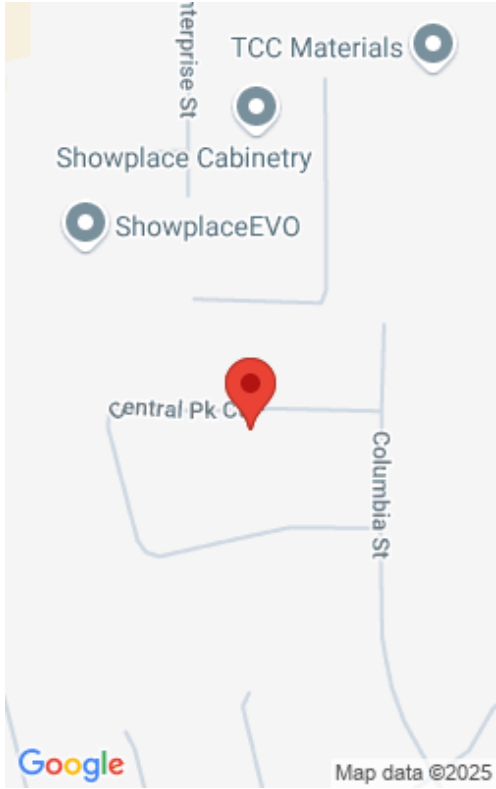 nterprise St
TCC Materials
Showplace Cabinetry
ShowplaceEVO
Central Pk C
Columbia St
Google
Map data ©2025